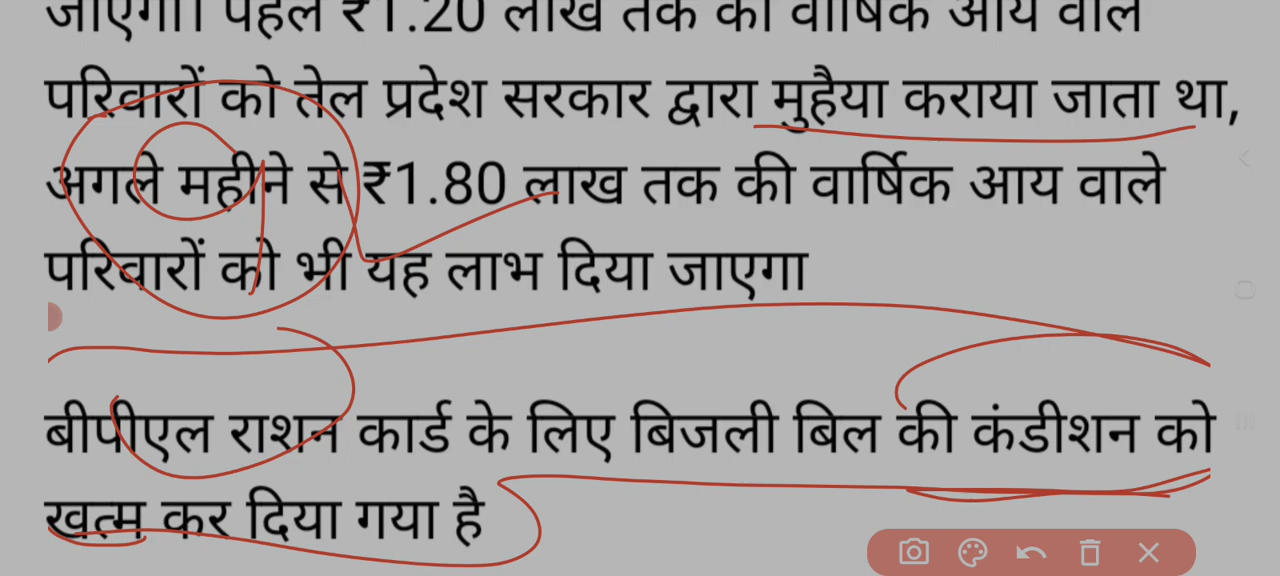 जाएगा। पहले ₹1.20 लाख तक की वार्षिक आय वाले
परिवारों को तेल प्रदेश सरकार द्वारा मुहैया कराया जाता था,
अगले महीने से ₹1.80 लाख तक की वार्षिक आय वाले
परिवारों को भी यह लाभ दिया जाएगा
बीपीएल राशन कार्ड के लिए बिजली बिल की कंडीशन को
खत्म कर दिया गया है